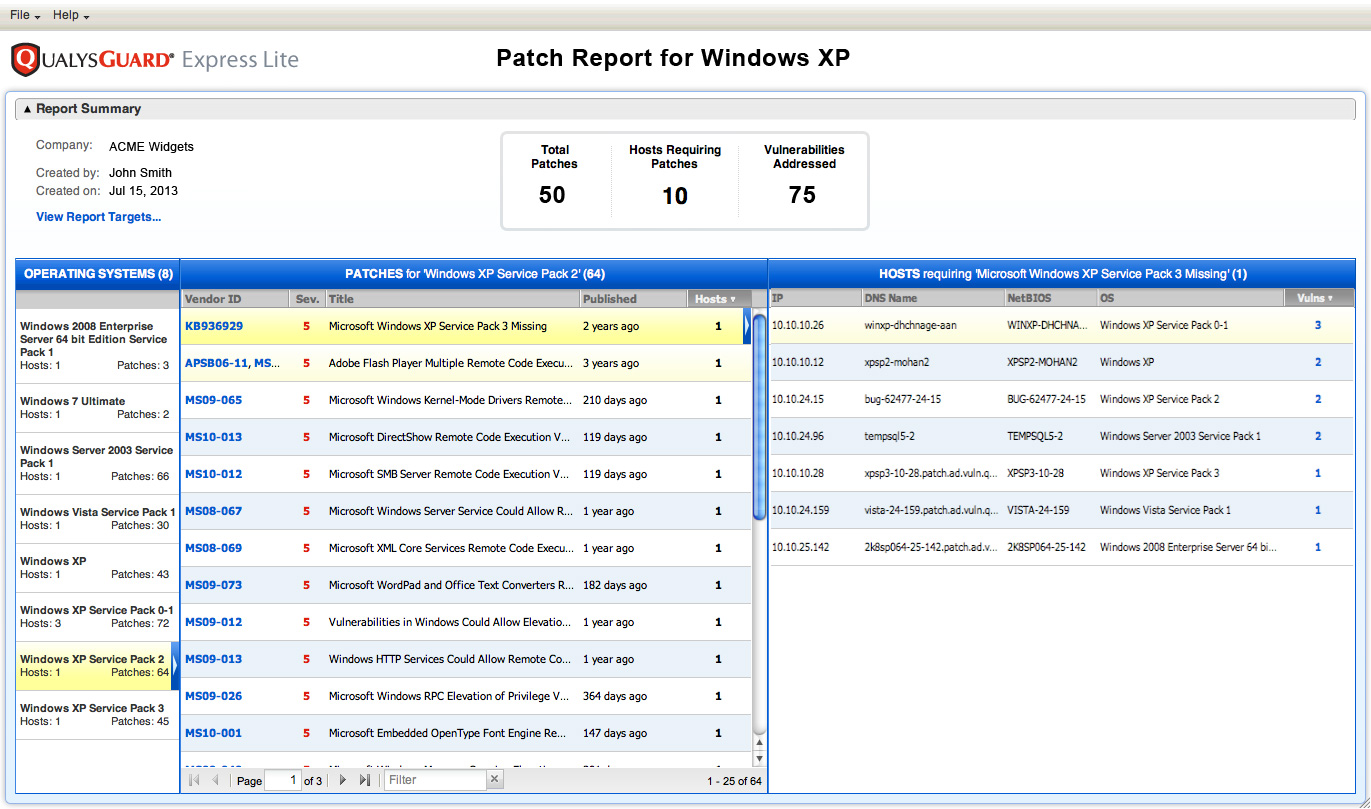 File Help
QUALYSGUARD® Express Lite
Patch Report for Windows XP
Report Summary
Company: ACME Widgets
Created by: John Smith
Created on: Jul 15, 2013
View Report Targets...
Total Patches
50
Hosts Requiring Patches
10
Vulnerabilities Addressed
75
OPERATING SYSTEMS (8)
Windows 2008 Enterprise
Server 64 bit Edition Service
Pack 1
Hosts: 1 Patches: 3
Windows 7 Ultimate
Hosts: 1 Patches: 2
Windows Server 2003 Service
Pack 1
Hosts: 1 Patches: 66
Windows Vista Service Pack 1
Hosts: 1 Patches: 30
Windows XP
Hosts: 1 Patches: 43
Windows XP Service Pack 0-1
Hosts: 3 Patches: 72
Windows XP Service Pack 2
Hosts: 1 Patches: 64
Windows XP Service Pack 3
Hosts: 1 Patches: 45
PATCHES for 'Windows XP Service Pack 2' (64)
Vendor ID Sev. Title Published Hosts
KB936929 5 Microsoft Windows XP Service Pack 3 Missing 2 years ago 1
APSB06-11, MS... 5 Adobe Flash Player Multiple Remote Code Execu... 3 years ago 1
MS09-065 5 Microsoft Windows Kernel-Mode Drivers Remote... 210 days ago 1
MS10-013 5 Microsoft DirectShow Remote Code Execution V... 119 days ago 1
MS10-012 5 Microsoft SMB Server Remote Code Execution V... 119 days ago 1
MS08-067 5 Microsoft Windows Server Service Could Allow R... 1 year ago 1
MS08-069 5 Microsoft XML Core Services Remote Code Execu... 1 year ago 1
MS09-073 5 Microsoft WordPad and Office Text Converters R... 182 days ago 1
MS09-012 5 Vulnerabilities in Windows Could Allow Elevatio... 1 year ago 1
MS09-013 5 Windows HTTP Services Could Allow Remote Co... 1 year ago 1
MS09-026 5 Microsoft Windows RPC Elevation of Privilege V... 364 days ago 1
MS10-001 5 Microsoft Embedded OpenType Font Engine Re... 147 days ago 1
Page 1 of 3 Filter 1 - 25 of 64
HOSTS requiring 'Microsoft Windows XP Service Pack 3 Missing' (1)
IP DNS Name NetBIOS OS Vulns
10.10.10.26 winxp-dhchnage-aan WINXP-DHCHNA... Windows XP Service Pack 0-1 3
10.10.10.12 xpsp2-mohan2 XPSP2-MOHAN2 Windows XP 2
10.10.24.15 bug-62477-24-15 BUG-62477-24-15 Windows XP Service Pack 2 2
10.10.24.96 tempsql5-2 TEMPSQL5-2 Windows Server 2003 Service Pack 1 2
10.10.10.28 xpsp3-10-28.patch.ad.vuln.q... XPSP3-10-28 Windows XP Service Pack 3 1
10.10.24.159 vista-24-159.patch.ad.vuln.q... VISTA-24-159 Windows Vista Service Pack 1 1
10.10.25.142 2k8sp064-25-142.patch.ad.v... 2K8SP064-25-142 Windows 2008 Enterprise Server 64 bi... 1